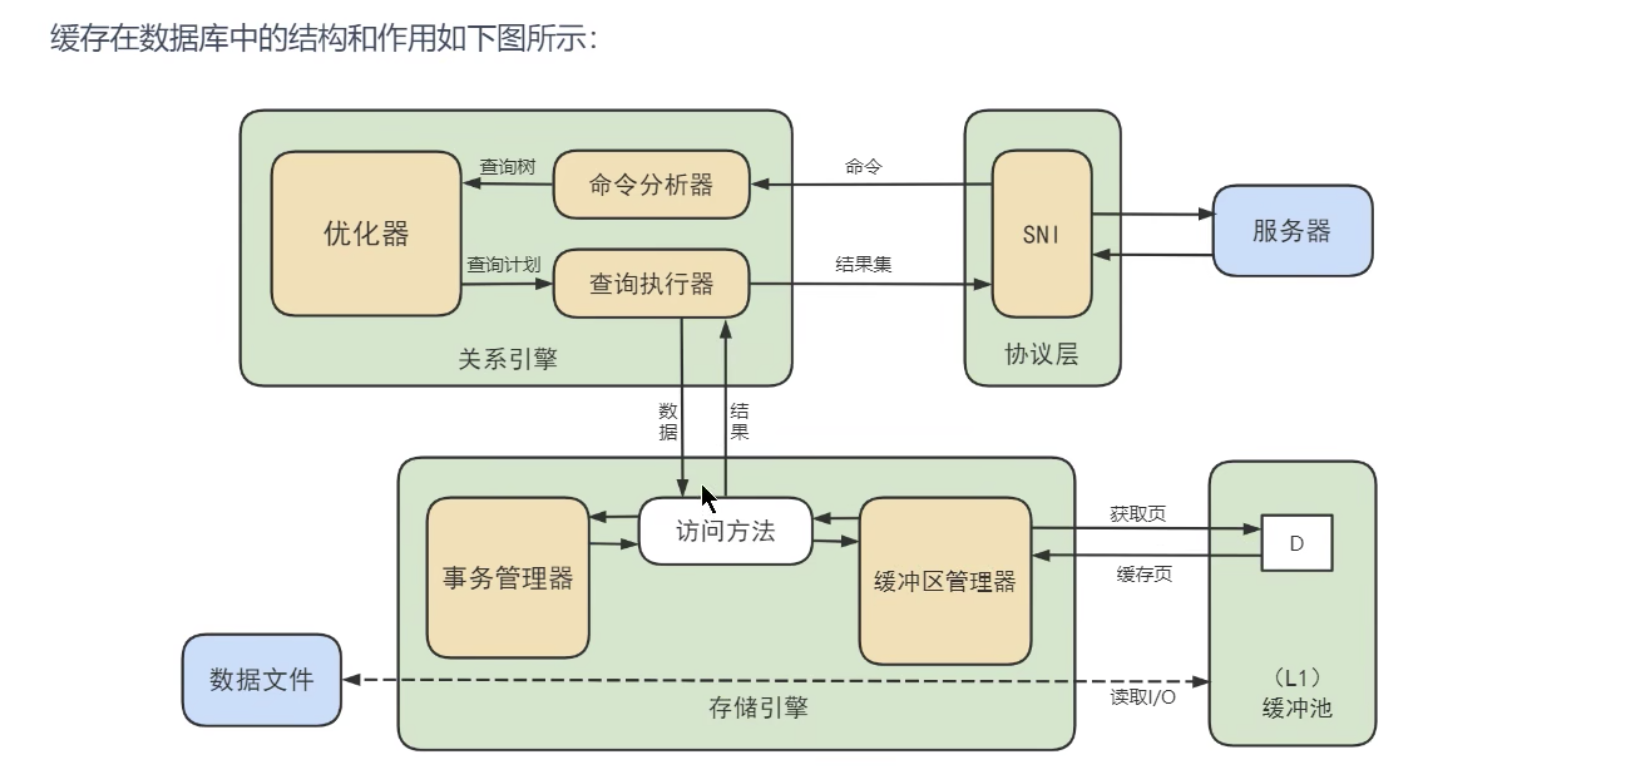 缓存在数据库中的结构和作用如下图所示：
查询树
命令分析器
命令
优化器
SNI
服务器
查询计划
查询执行器
结果集
关系引擎
协议层
数据
结果
访问方法
获取页
D
事务管理器
缓冲区管理器
缓存页
数据文件
（L1）
缓冲池
读取I/O
存储引擎